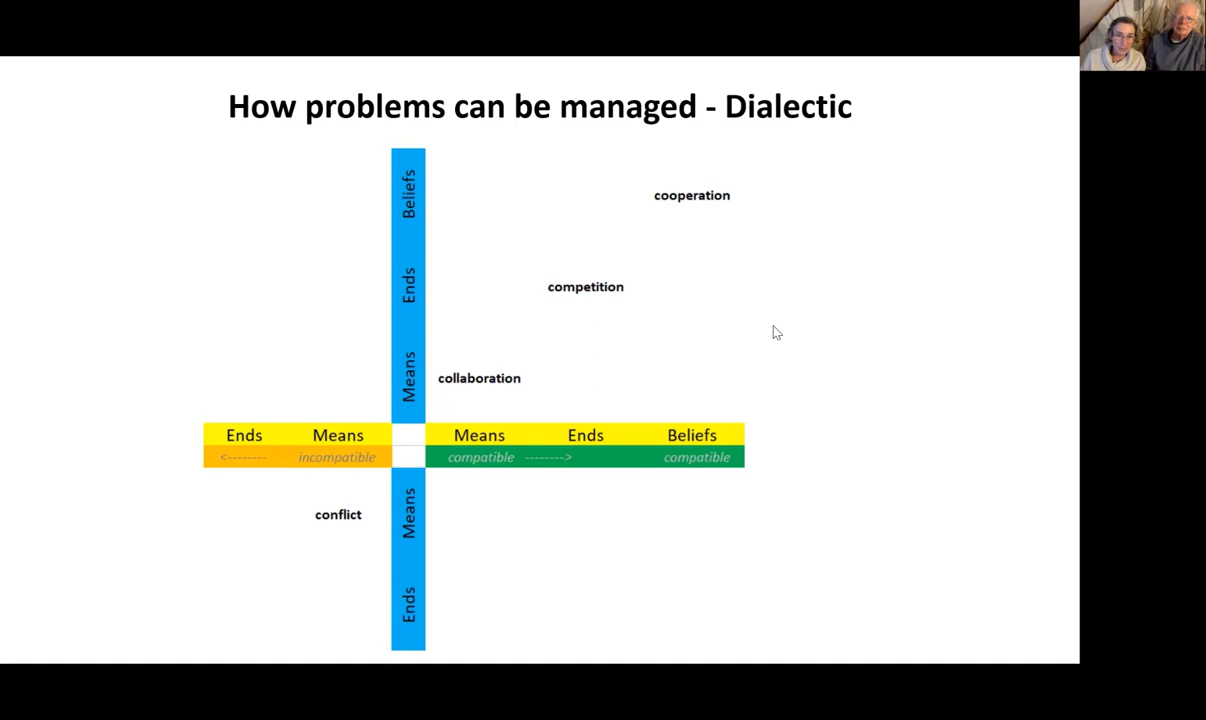 How problems can be managed - Dialectic
Beliefs
cooperation
Ends
competition
Means
collaboration
Ends Means Means Ends Beliefs
<-------- incompatible compatible --------> compatible
Means
conflict
Ends